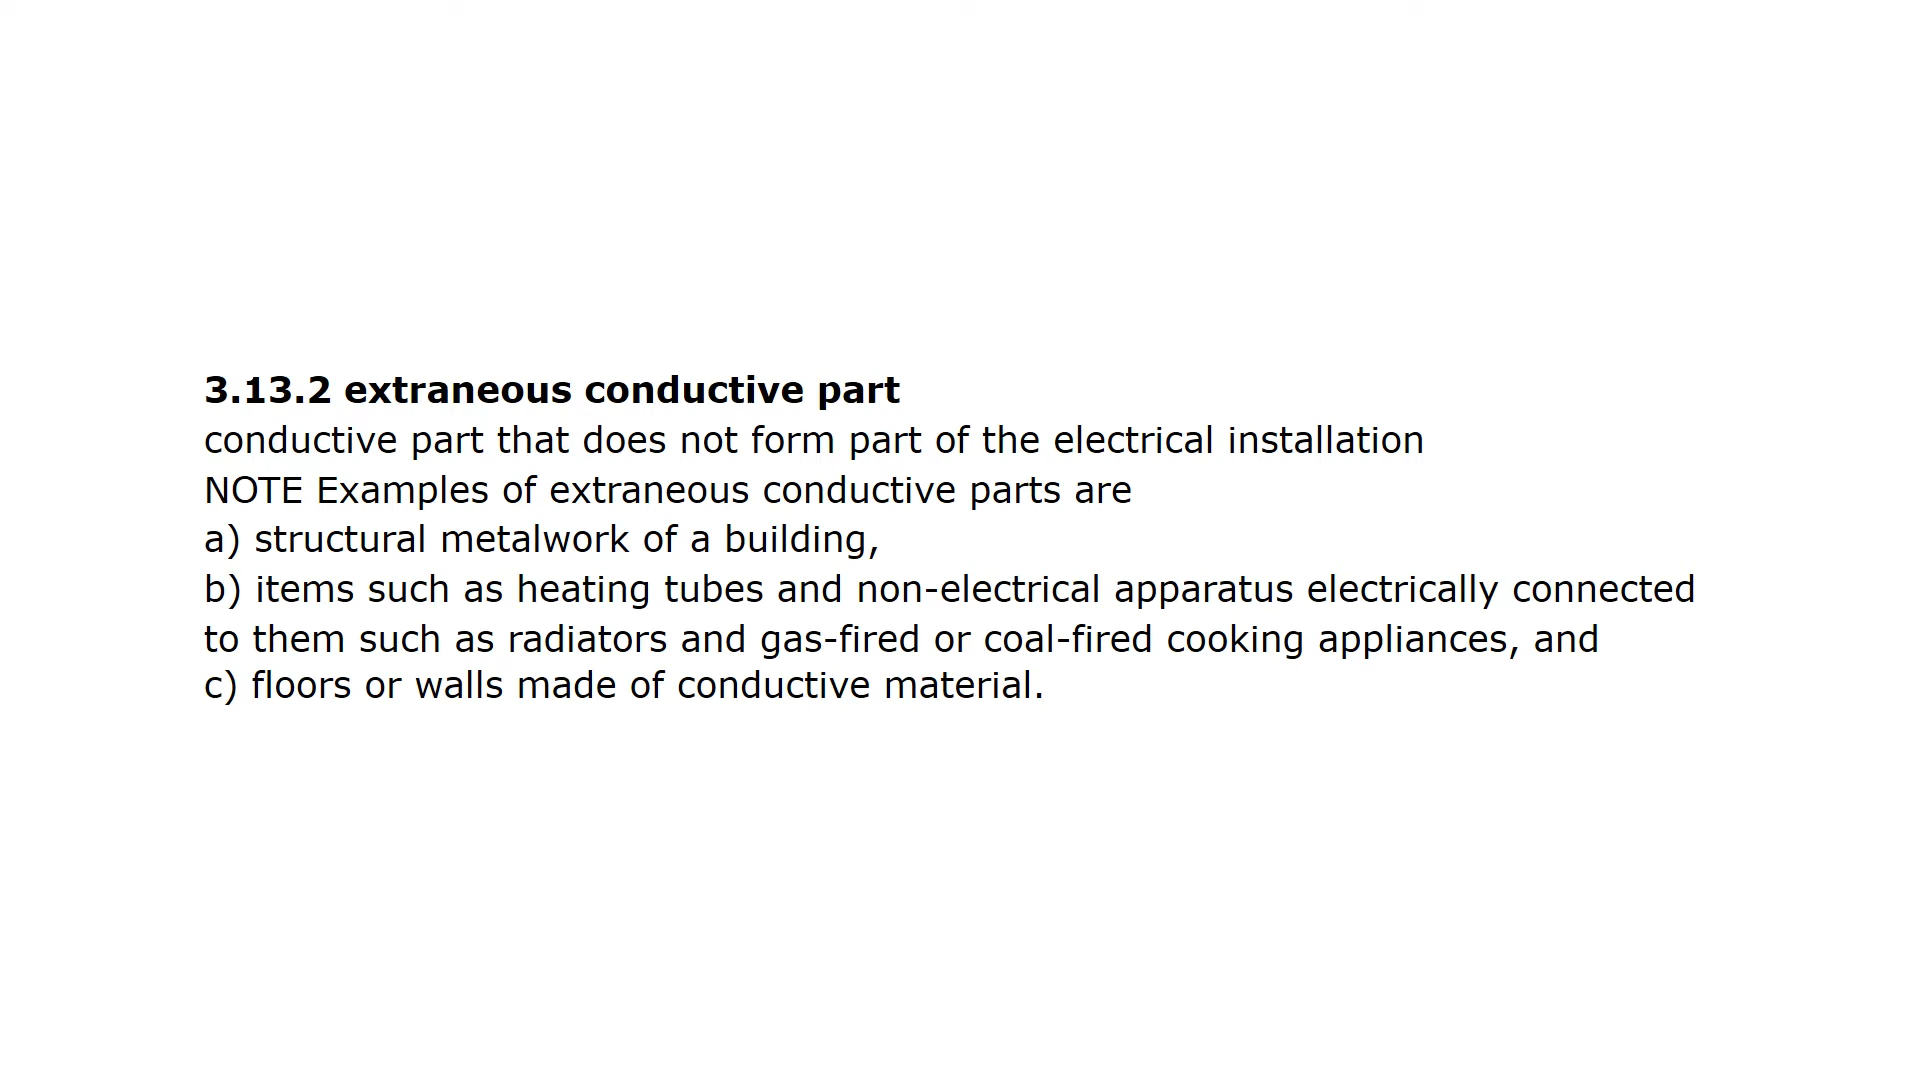 3.13.2 extraneous conductive part
conductive part that does not form part of the electrical installation
NOTE Examples of extraneous conductive parts are
a) structural metalwork of a building,
b) items such as heating tubes and non-electrical apparatus electrically connected
to them such as radiators and gas-fired or coal-fired cooking appliances, and
c) floors or walls made of conductive material.